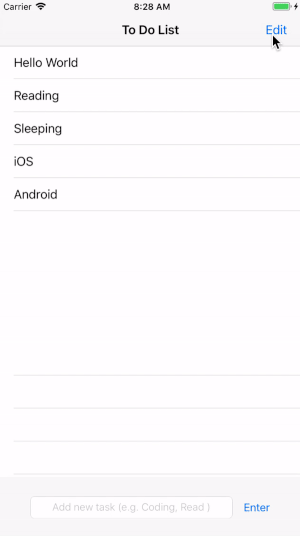 Carrier 8:28 AM
To Do List Edit
Hello World
Reading
Sleeping
iOS
Android
Add new task (e.g. Coding, Read ) Enter